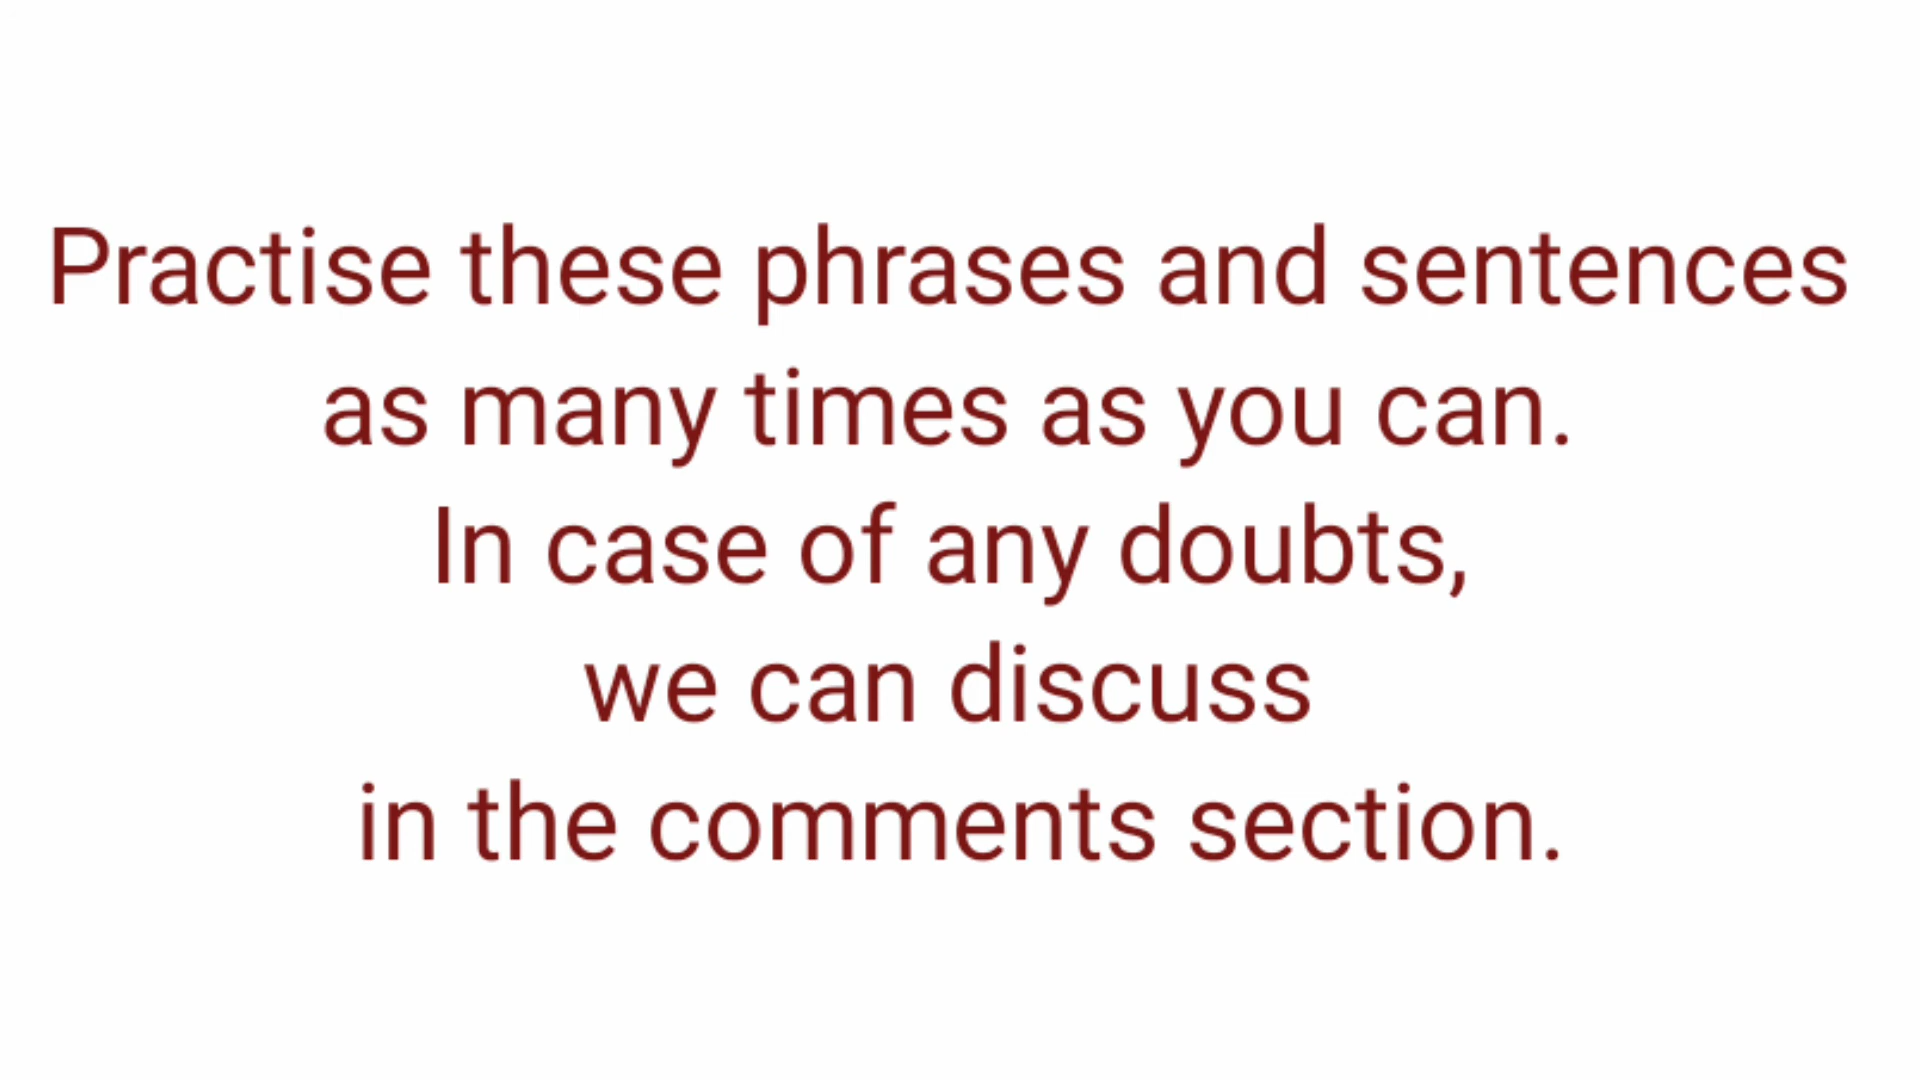 Practise these phrases and sentences
as many times as you can.
In case of any doubts,
we can discuss
in the comments section.